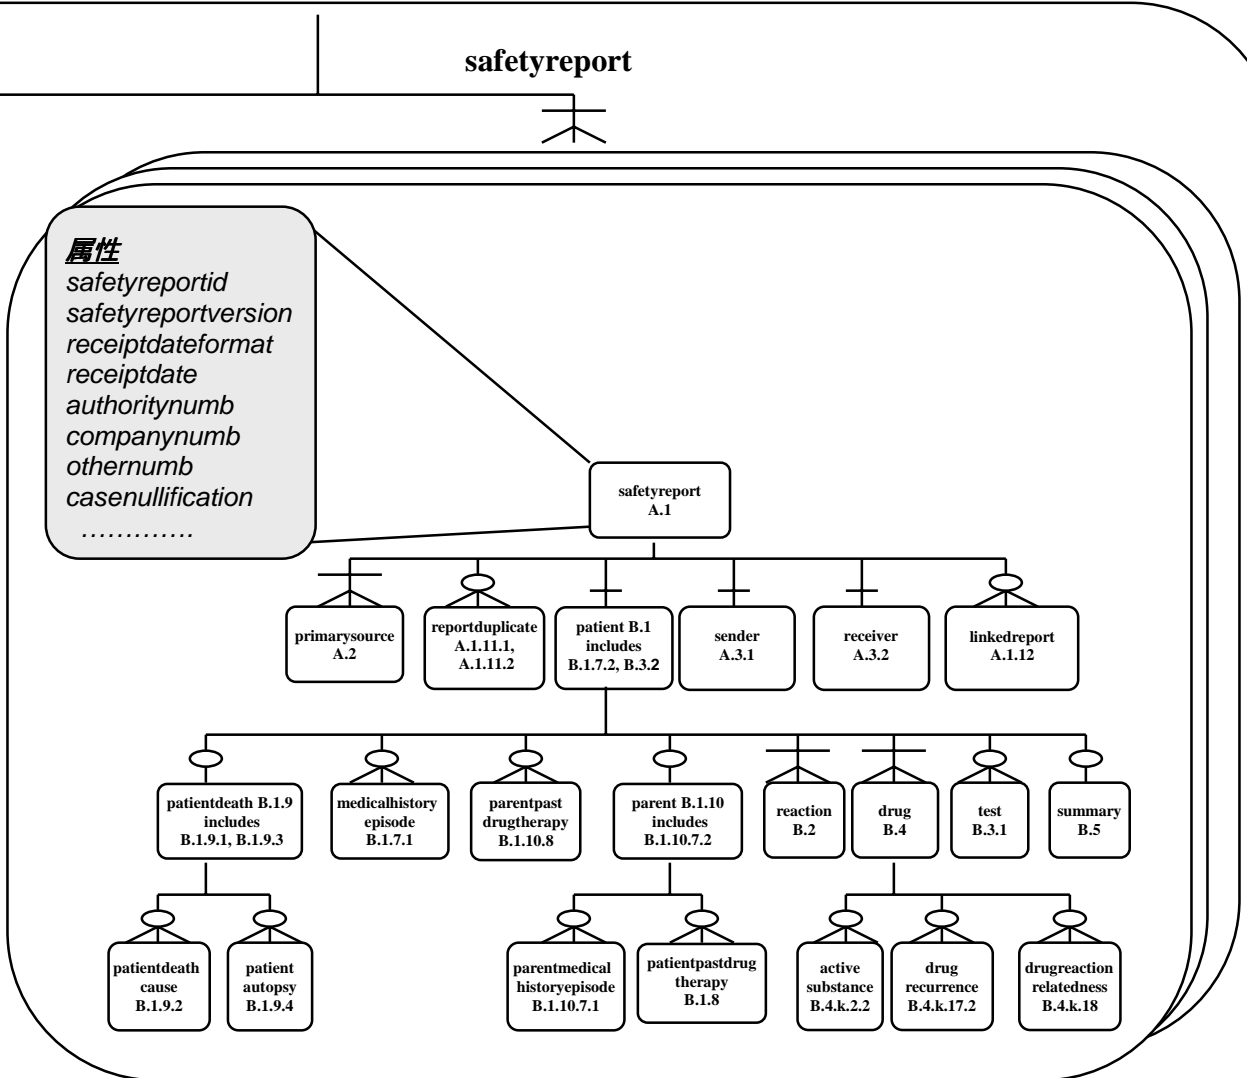 safetyreport
属性
safetyreportid
safetyreportversion
receiptdateformat
receiptdate
authoritynumb
companynumb
othernumb
casenullification
.............
safetyreport
A.1
primarysource
A.2
reportduplicate
A.1.11.1,
A.1.11.2
patient B.1
includes
B.1.7.2, B.3.2
sender
A.3.1
receiver
A.3.2
linkedreport
A.1.12
patientdeath B.1.9
includes
B.1.9.1, B.1.9.3
medicalhistory
episode
B.1.7.1
parentpast
drugtherapy
B.1.10.8
parent B.1.10
includes
B.1.10.7.2
reaction
B.2
drug
B.4
test
B.3.1
summary
B.5
patientdeath
cause
B.1.9.2
patient
autopsy
B.1.9.4
parentmedical
historyepisode
B.1.10.7.1
patientpastdrug
therapy
B.1.8
active
substance
B.4.k.2.2
drug
recurrence
B.4.k.17.2
drugreaction
relatedness
B.4.k.18